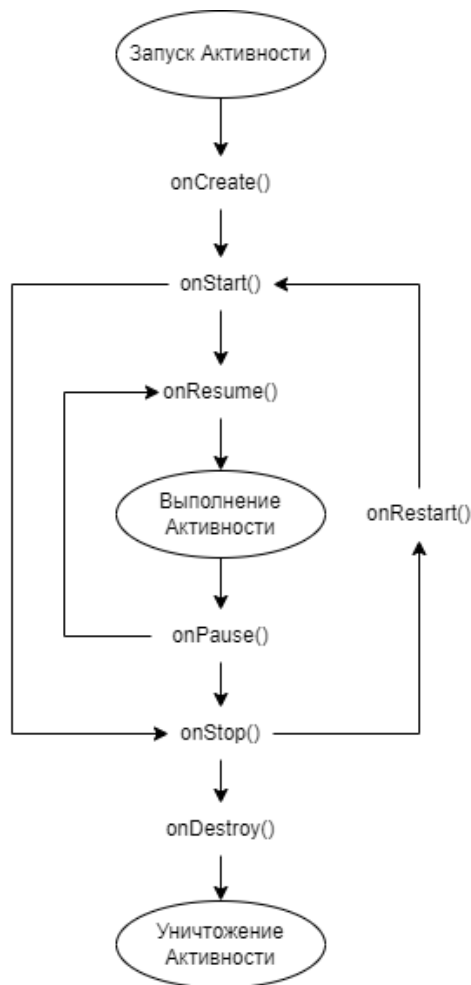 Запуск Активности
onCreate()
onStart()
onResume()
Выполнение
Активности
onRestart()
onPause()
onStop()
onDestroy()
Уничтожение
Активности